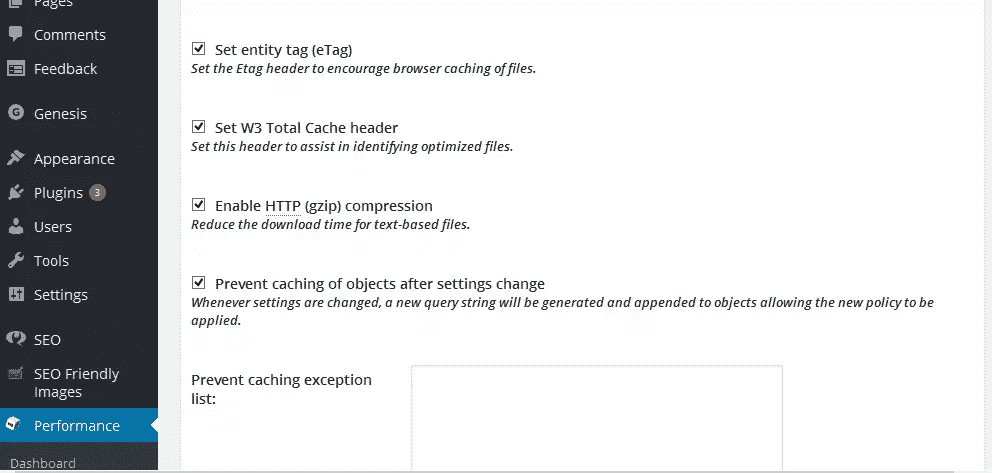 Pages
Comments
Feedback
Genesis
Appearance
Plugins 3
Users
Tools
Settings
SEO
SEO Friendly
Images
Performance
Dashboard
Set entity tag (eTag)
Set the Etag header to encourage browser caching of files.
Set W3 Total Cache header
Set this header to assist in identifying optimized files.
Enable HTTP (gzip) compression
Reduce the download time for text-based files.
Prevent caching of objects after settings change
Whenever settings are changed, a new query string will be generated and appended to objects allowing the new policy to be
applied.
Prevent caching exception
list: